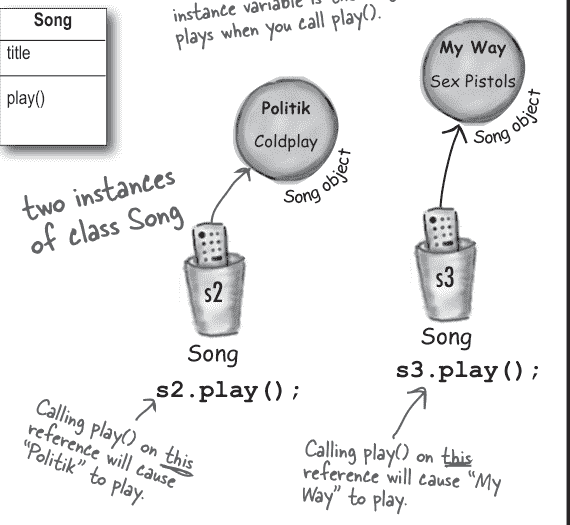 Song
title
play()
instance variable is
plays when you call play().
My Way
Sex Pistols
Song object
Politik
Coldplay
Song object
two instances
of class Song
s2
Song
s2.play();
s3
Song
s3.play();
Calling play() on this
reference will cause
"Politik" to play.
Calling play() on this
reference will cause "My
Way" to play.